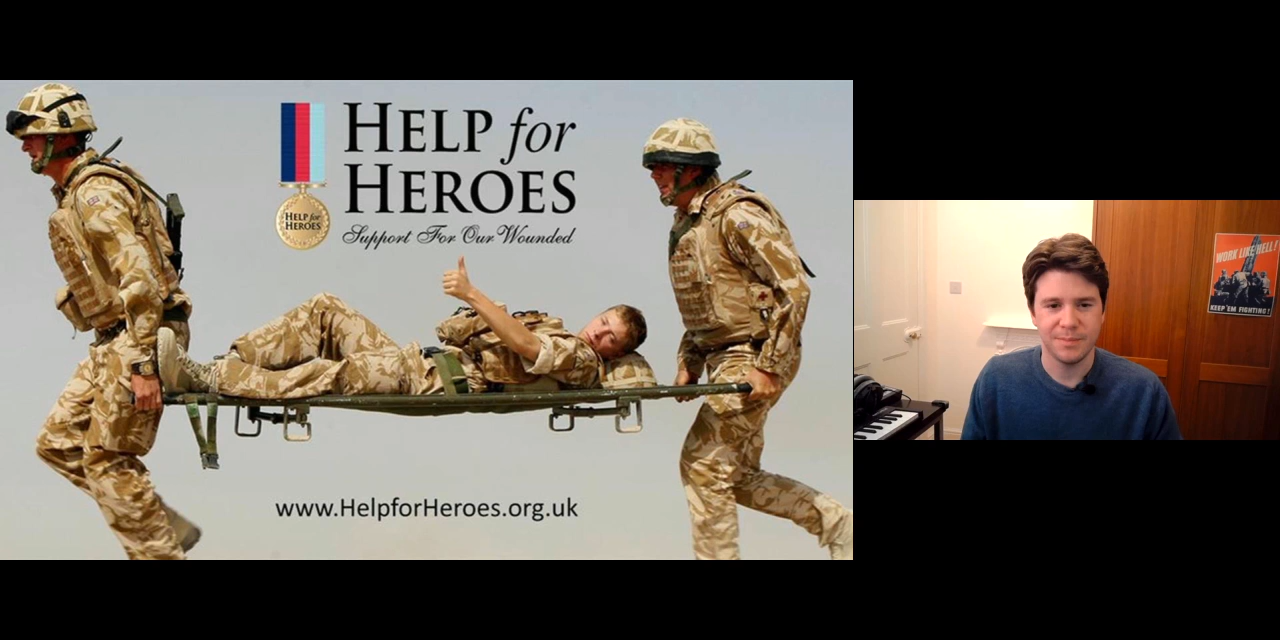 HELP for
HEROES
Support For Our Wounded
HELP for
HEROES
www.HelpforHeroes.org.uk
WORK LIKE HELL!
KEEP 'EM FIGHTING!